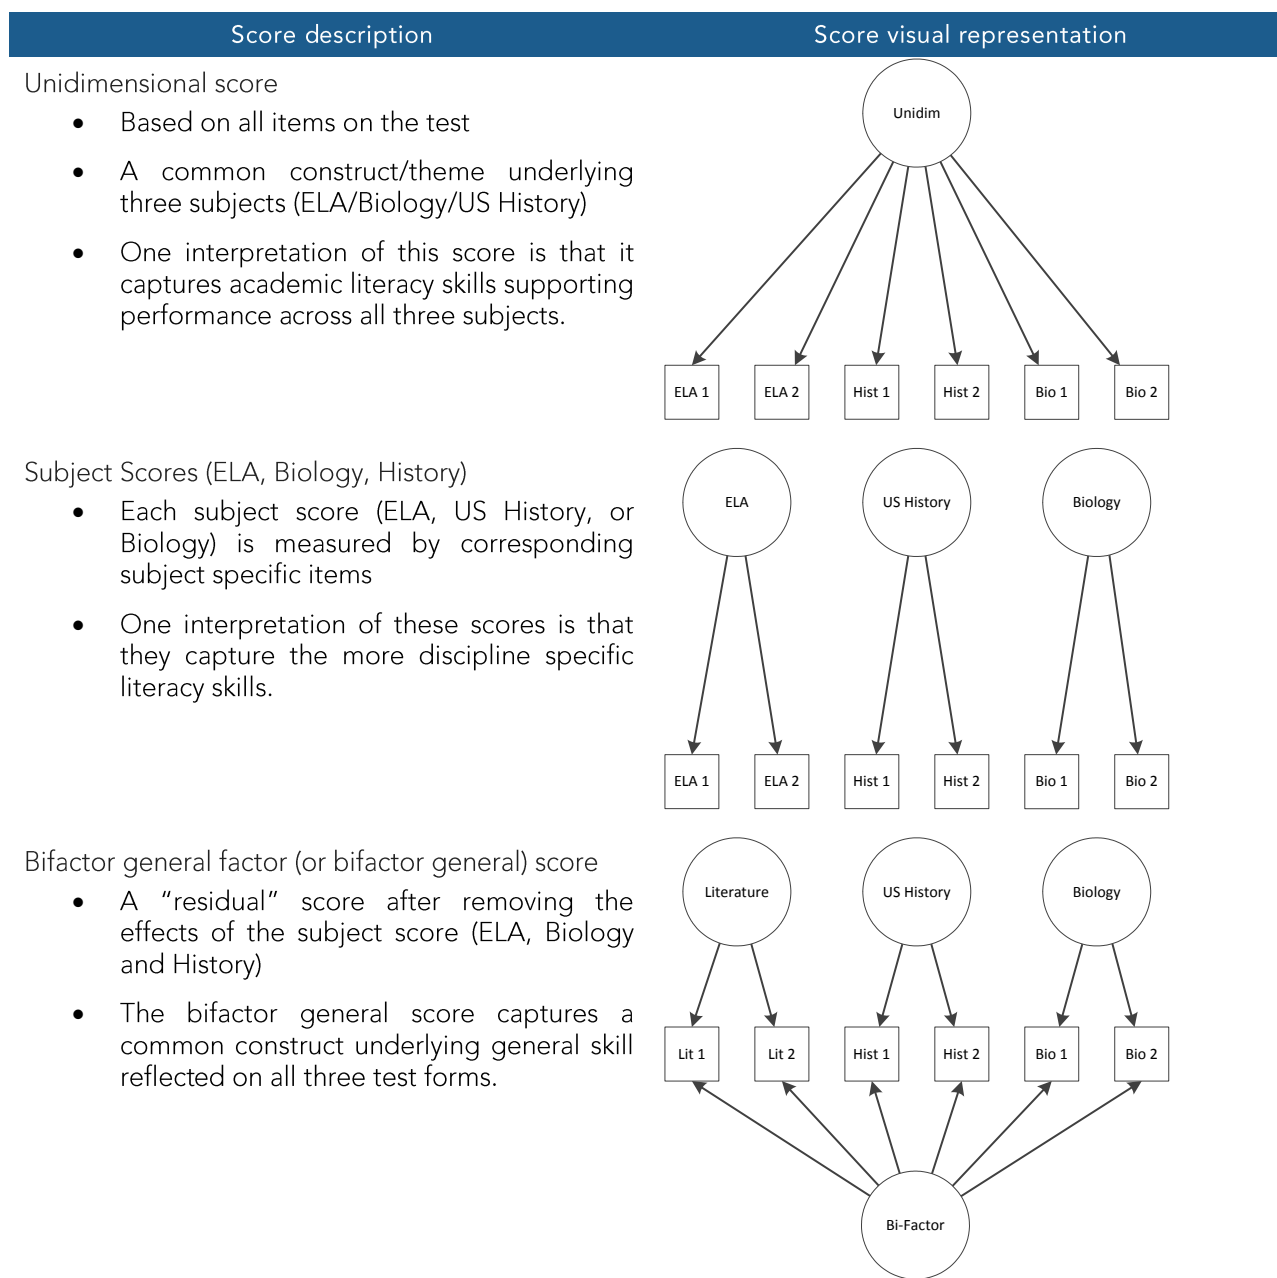 Score description
Score visual representation
Unidimensional score
• Based on all items on the test
• A common construct/theme underlying
three subjects (ELA/Biology/US History)
• One interpretation of this score is that it
captures academic literacy skills supporting
performance across all three subjects.
Unidim
ELA 1
ELA 2
Hist 1
Hist 2
Bio 1
Bio 2
Subject Scores (ELA, Biology, History)
• Each subject score (ELA, US History, or
Biology) is measured by corresponding
subject specific items
• One interpretation of these scores is that
they capture the more discipline specific
literacy skills.
ELA
US History
Biology
ELA 1
ELA 2
Hist 1
Hist 2
Bio 1
Bio 2
Bifactor general factor (or bifactor general) score
• A “residual” score after removing the
effects of the subject score (ELA, Biology
and History)
• The bifactor general score captures a
common construct underlying general skill
reflected on all three test forms.
Literature
US History
Biology
Lit 1
Lit 2
Hist 1
Hist 2
Bio 1
Bio 2
Bi-Factor